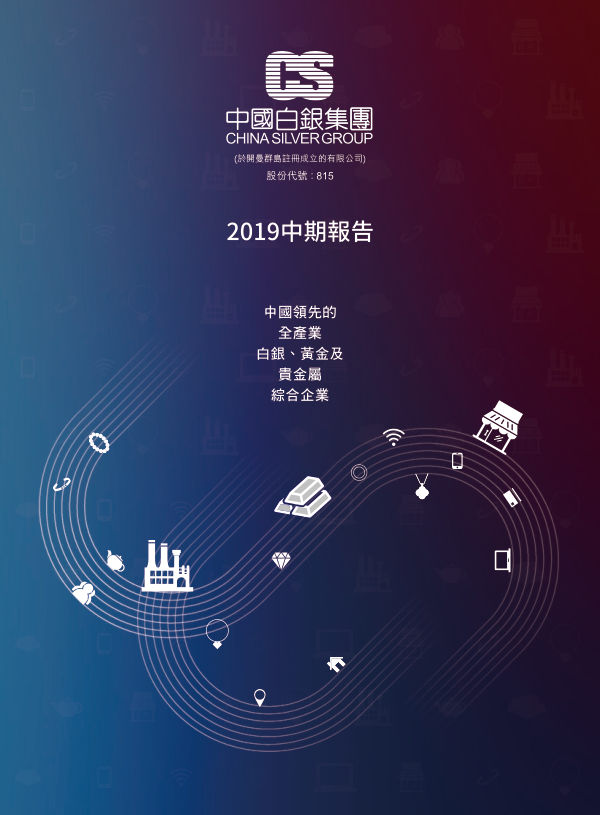 CS
中國白銀集團
CHINA SILVER GROUP
(於開曼群島註冊成立的有限公司)
股份代號：815
2019中期報告
中國領先的
全產業
白銀、黃金及
貴金屬
綜合企業